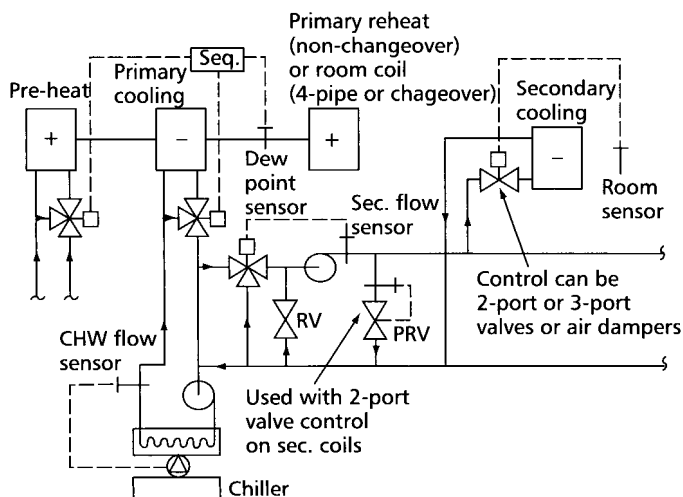 Primary reheat
(non-changeover)
or room coil
(4-pipe or chageover)
Seq.
Primary
cooling
Pre-heat
Secondary
cooling
+
−
+
−
Dew
point
sensor
Room
sensor
Sec. flow
sensor
Control can be
2-port or 3-port
valves or air dampers
RV
PRV
CHW flow
sensor
Used with 2-port
valve control
on sec. coils
Chiller